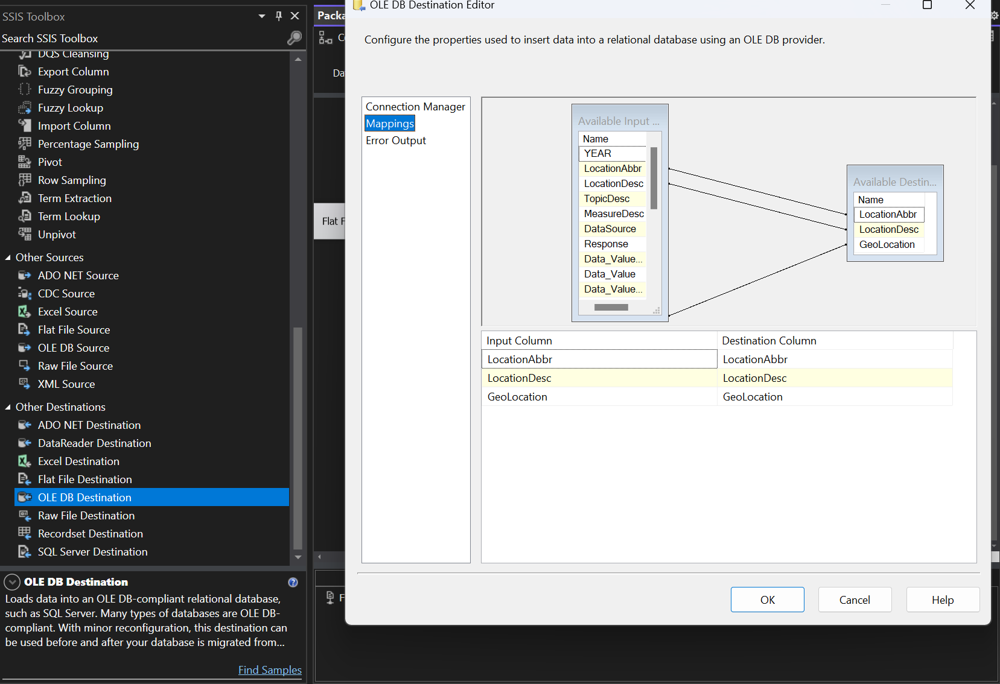 SSIS Toolbox
Search SSIS Toolbox
DQS Cleansing
Export Column
Fuzzy Grouping
Fuzzy Lookup
Import Column
Percentage Sampling
Pivot
Row Sampling
Term Extraction
Term Lookup
Unpivot
Other Sources
ADO NET Source
CDC Source
Excel Source
Flat File Source
OLE DB Source
Raw File Source
XML Source
Other Destinations
ADO NET Destination
DataReader Destination
Excel Destination
Flat File Destination
OLE DB Destination
Raw File Destination
Recordset Destination
SQL Server Destination
OLE DB Destination
Loads data into an OLE DB-compliant relational database,
such as SQL Server. Many types of databases are OLE DB-
compliant. With minor reconfiguration, this destination can
be used before and after your database is migrated from...
Find Samples
Packa
C
Da
Flat F
F
OLE DB Destination Editor
Configure the properties used to insert data into a relational database using an OLE DB provider.
Connection Manager
Mappings
Error Output
Available Input ...
Name
YEAR
LocationAbbr
LocationDesc
TopicDesc
MeasureDesc
DataSource
Response
Data_Value...
Data_Value
Data_Value...
Available Destin...
Name
LocationAbbr
LocationDesc
GeoLocation
Input Column Destination Column
LocationAbbr LocationAbbr
LocationDesc LocationDesc
GeoLocation GeoLocation
OK Cancel Help